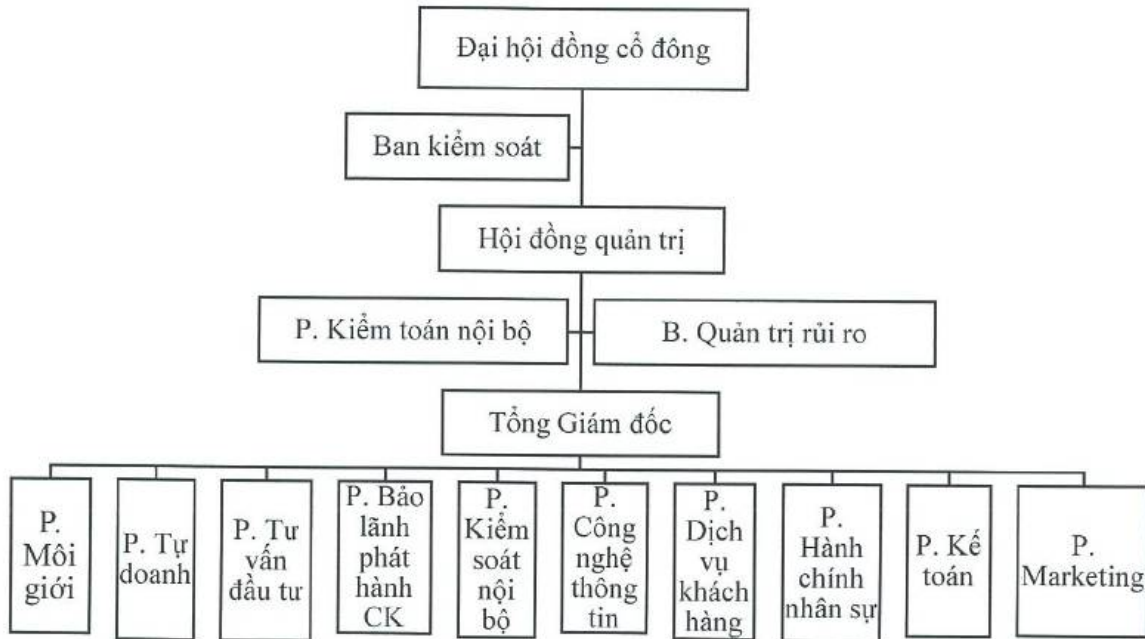 Đại hội đồng cổ đông
Ban kiểm soát
Hội đồng quản trị
P. Kiểm toán nội bộ
B. Quản trị rủi ro
Tổng Giám đốc
P.
Môi
giới
P. Tự
doanh
P. Tư
vấn
đầu tư
P. Bảo
lãnh
phát
hành
CK
P.
Kiểm
soát
nội
bộ
P.
Công
nghệ
thông
tin
P.
Dịch
vụ
khách
hàng
P.
Hành
chính
nhân sự
P. Kế
toán
P.
Marketing